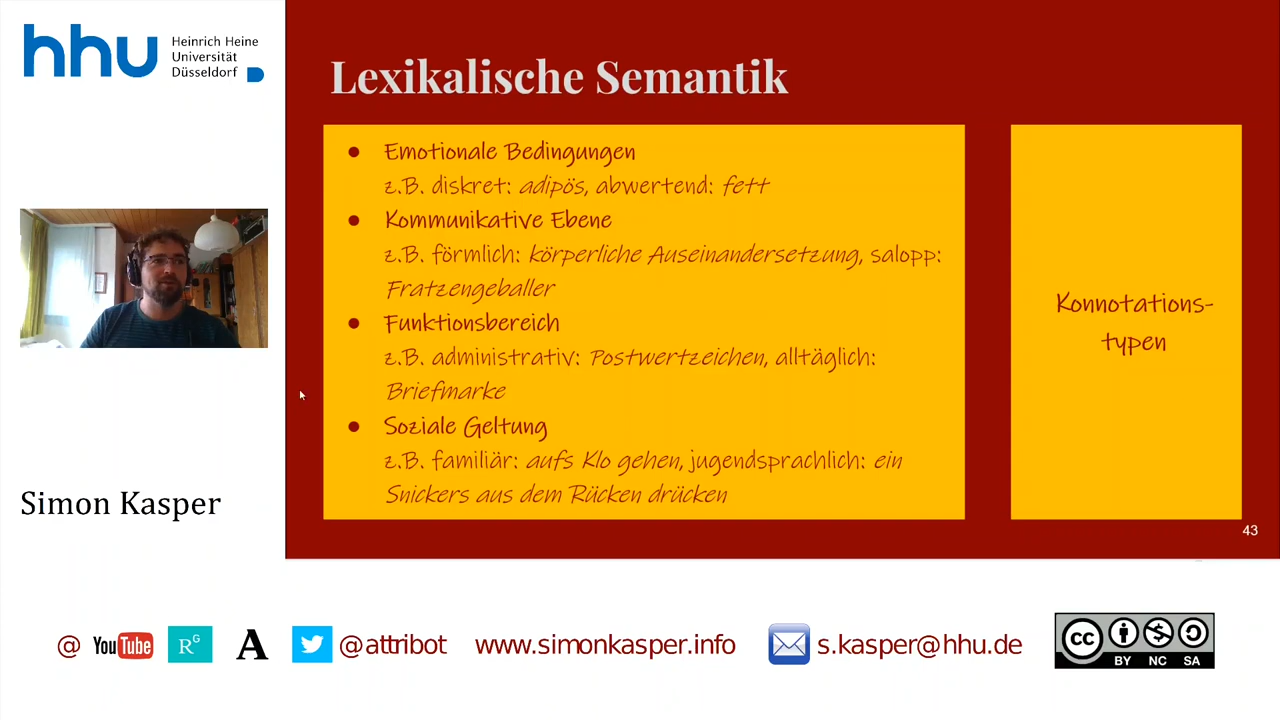 hhu Heinrich Heine
Universität
Düsseldorf
Lexikalische Semantik
● Emotionale Bedingungen
z.B. diskret: adipös, abwertend: fett
● Kommunikative Ebene
z.B. förmlich: körperliche Auseinandersetzung, salopp:
Fratzengeballer
● Funktionsbereich
z.B. administrativ: Postwertzeichen, alltäglich:
Briefmarke
● Soziale Geltung
z.B. familiär: aufs Klo gehen, jugendsprachlich: ein
Snickers aus dem Rücken drücken
Konnotations-
typen
43
Simon Kasper
@ YouTube RG A @attribot www.simonkasper.info s.kasper@hhu.de
cc
BY NC SA